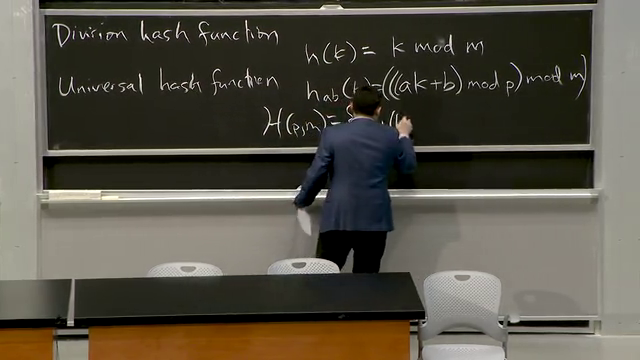 Division hash function
h(k) = k mod m
Universal hash function
h_ab(k)=(((ak+b) mod p) mod m)
H(p,m)=